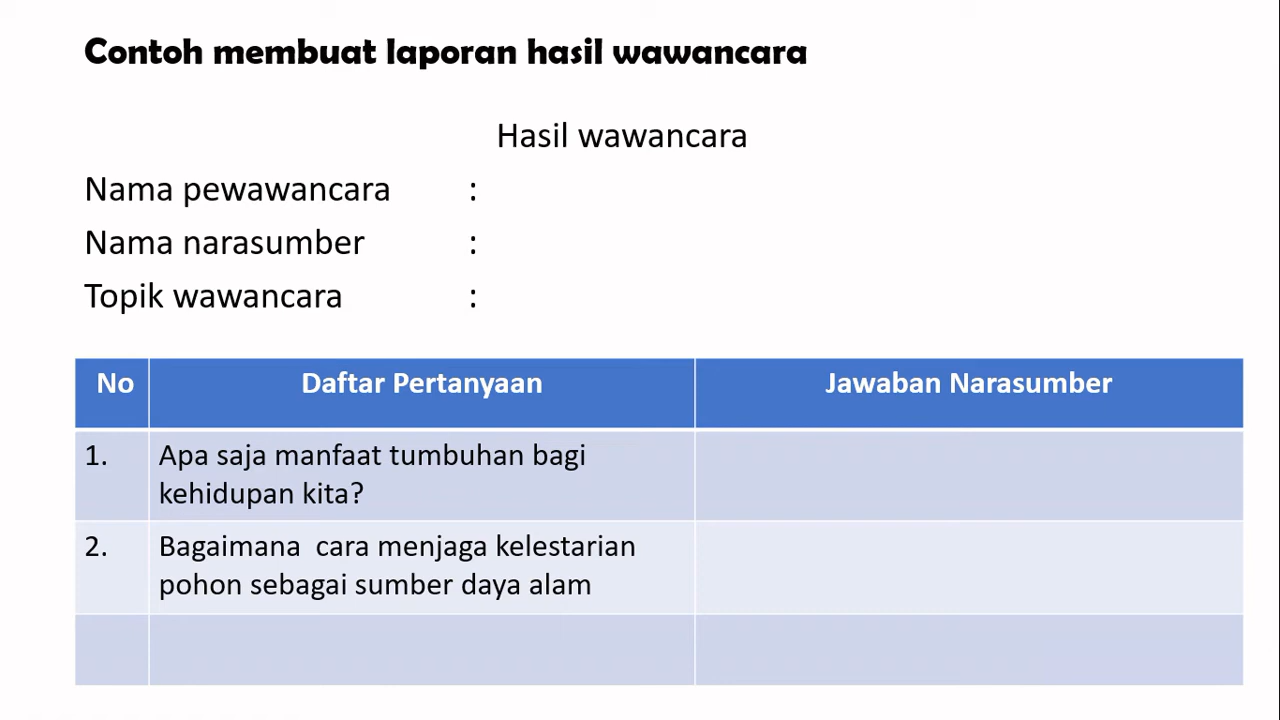 Contoh membuat laporan hasil wawancara
Hasil wawancara
Nama pewawancara :
Nama narasumber :
Topik wawancara :
No Daftar Pertanyaan Jawaban Narasumber
1. Apa saja manfaat tumbuhan bagi
kehidupan kita?
2. Bagaimana  cara menjaga kelestarian
pohon sebagai sumber daya alam